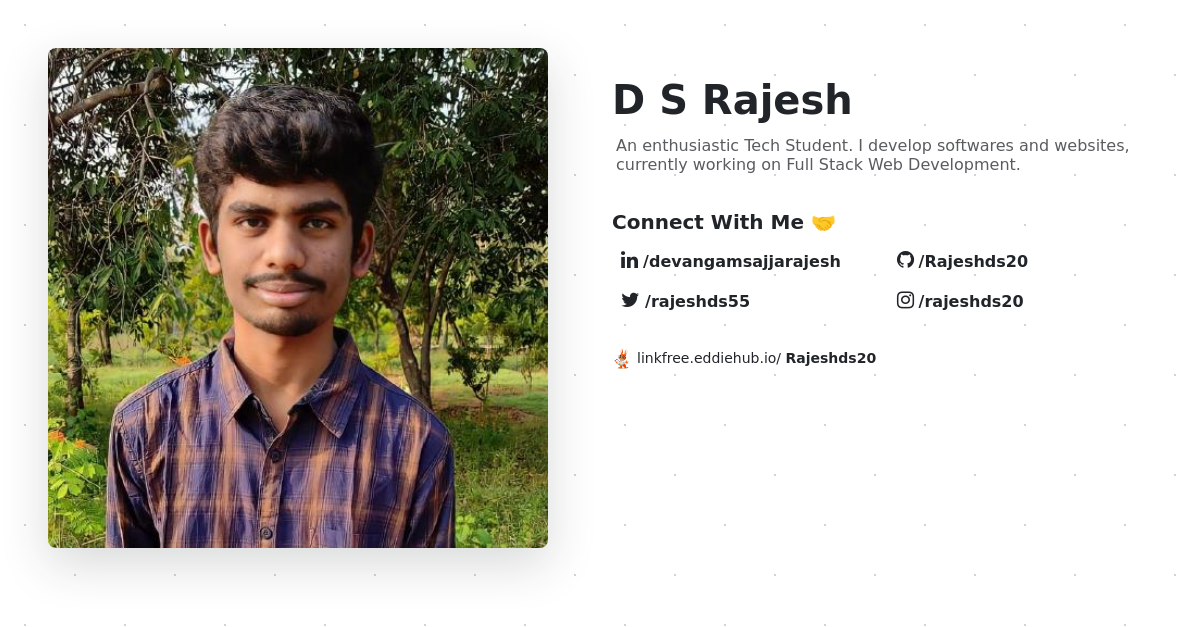 D S Rajesh
An enthusiastic Tech Student. I develop softwares and websites,
currently working on Full Stack Web Development.
Connect With Me 🤝
in /devangamsajjarajesh
/Rajeshds20
/rajeshds55
/rajeshds20
linkfree.eddiehub.io/ Rajeshds20